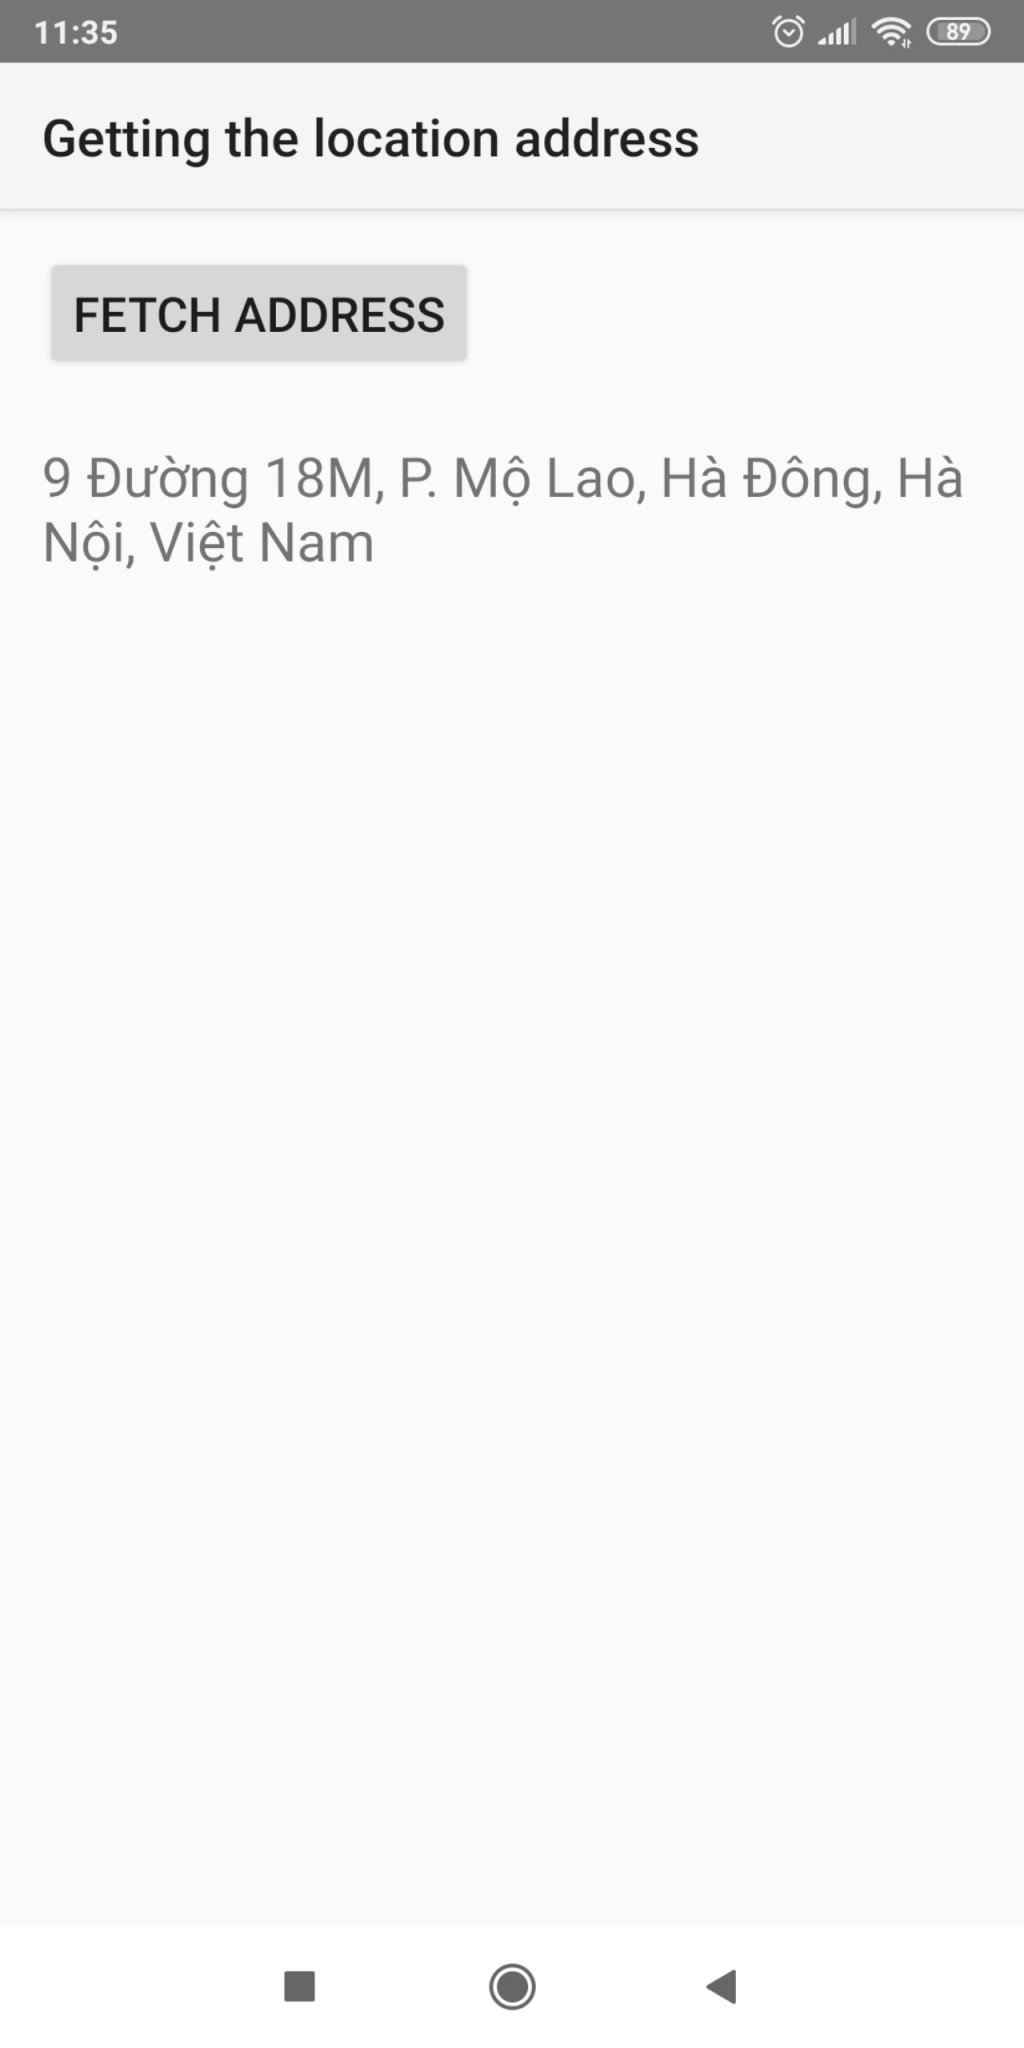 11:35
89
Getting the location address
FETCH ADDRESS
9 Đường 18M, P. Mộ Lao, Hà Đông, Hà
Nội, Việt Nam